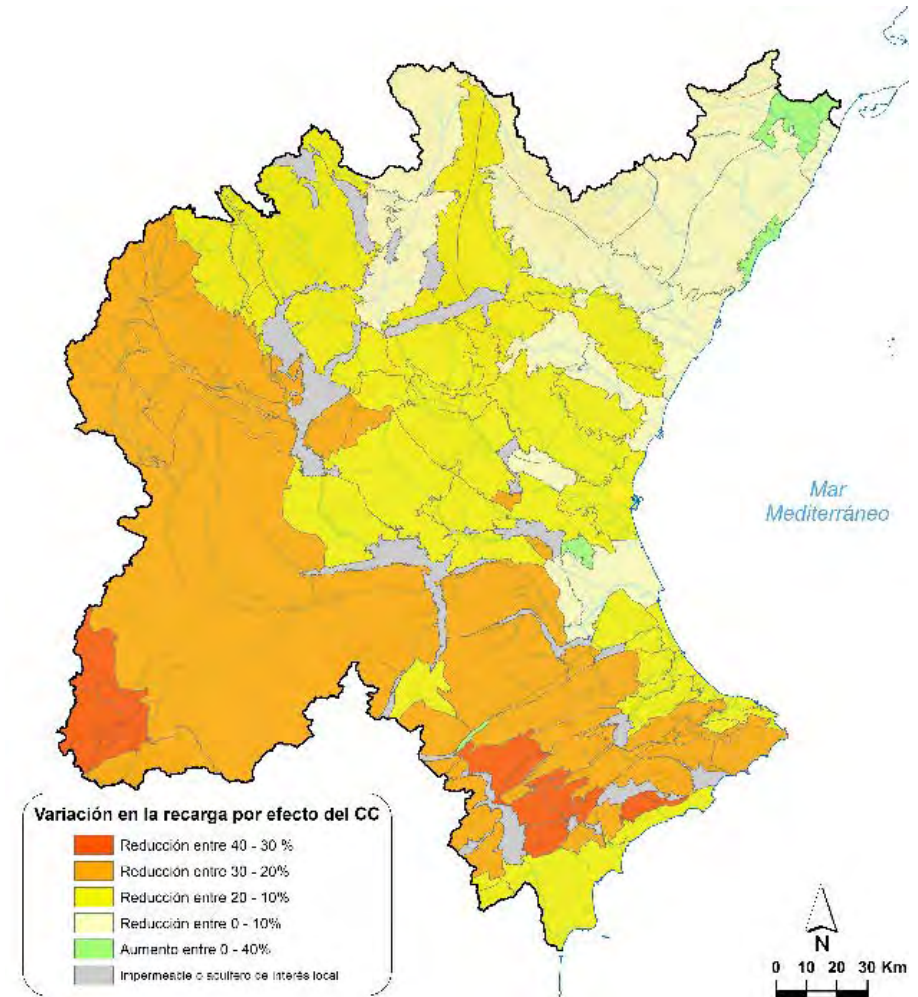 Mar
Mediterráneo
Variación en la recarga por efecto del CC
Reducción entre 40 - 30 %
Reducción entre 30 - 20%
Reducción entre 20 - 10%
Reducción entre 0 - 10%
Aumento entre 0 - 40%
Impermeable o acuífero de interés local
N
0 10 20 30 Km